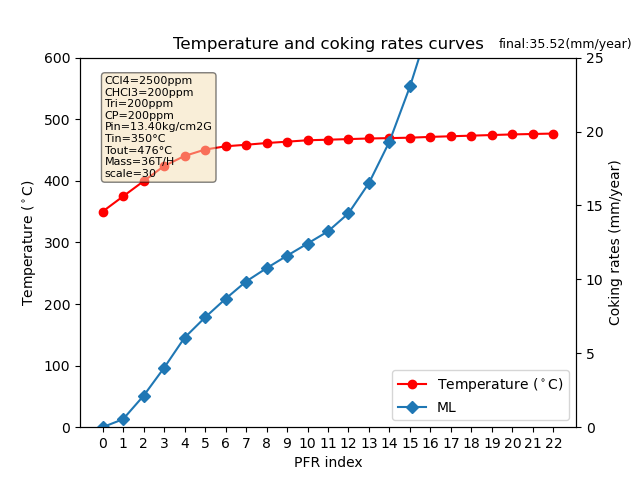 Temperature and coking rates curves
final:35.52(mm/year)
CCl4=2500ppm
CHCl3=200ppm
Tri=200ppm
CP=200ppm
Pin=13.40kg/cm2G
Tin=350°C
Tout=476°C
Mass=36T/H
scale=30
600
500
400
300
200
100
0
Temperature (°C)
25
20
15
10
5
0
Coking rates (mm/year)
Temperature (°C)
ML
0 1 2 3 4 5 6 7 8 9 10 11 12 13 14 15 16 17 18 19 20 21 22
PFR index